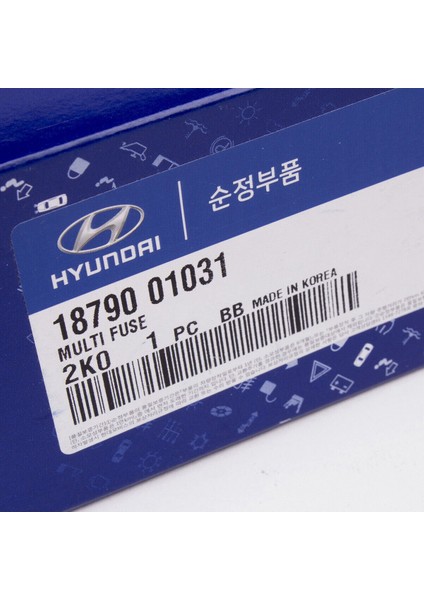 HYUNDAI
순정부품
18790 01031
MULTI FUSE
2K0 1 PC BB MADE IN KOREA